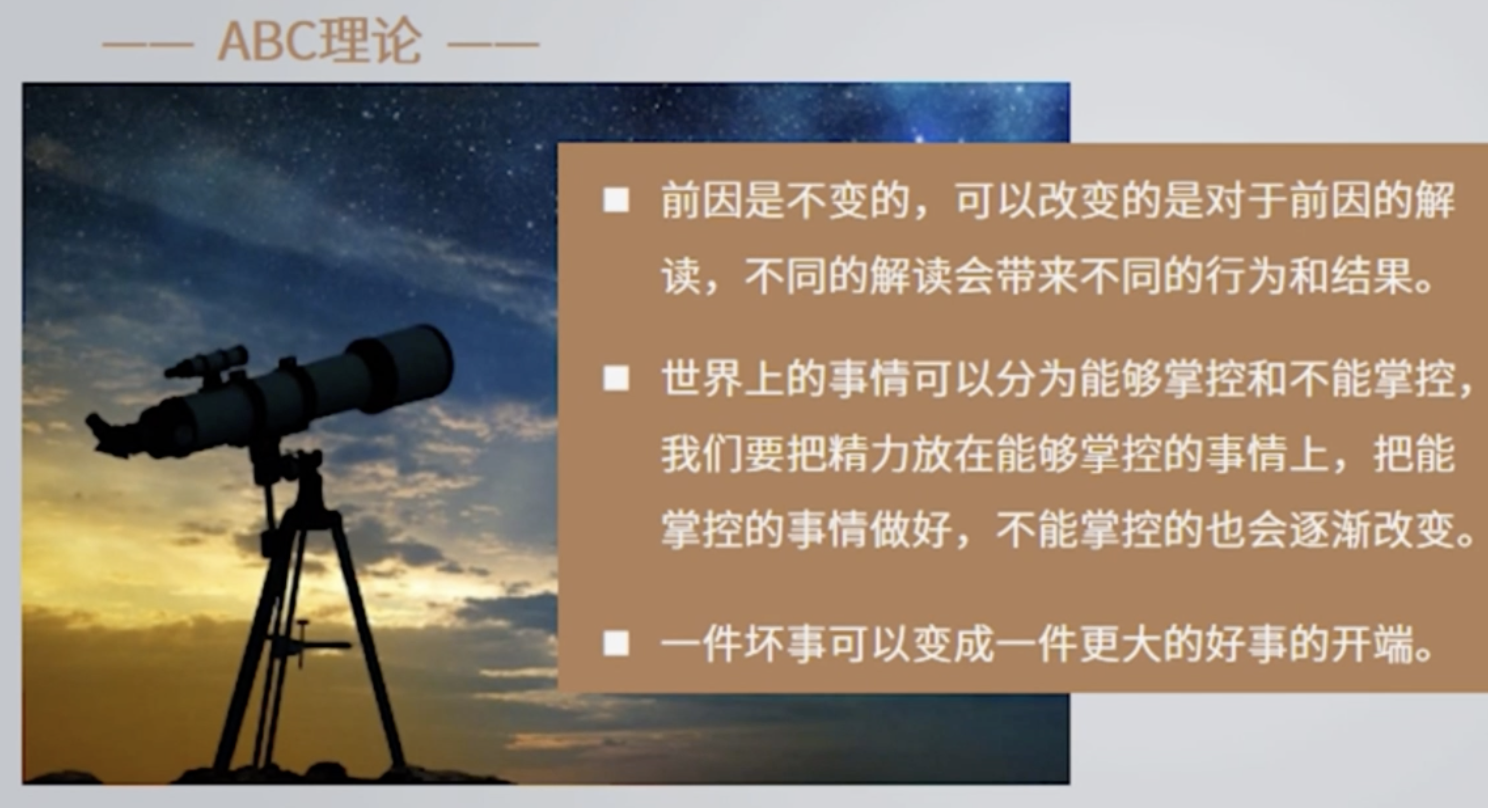 —— ABC理论 ——
■ 前因是不变的，可以改变的是对于前因的解
读，不同的解读会带来不同的行为和结果。
■ 世界上的事情可以分为能够掌控和不能掌控，
我们要把精力放在能够掌控的事情上，把能
掌控的事情做好，不能掌控的也会逐渐改变。
■ 一件坏事可以变成一件更大的好事的开端。